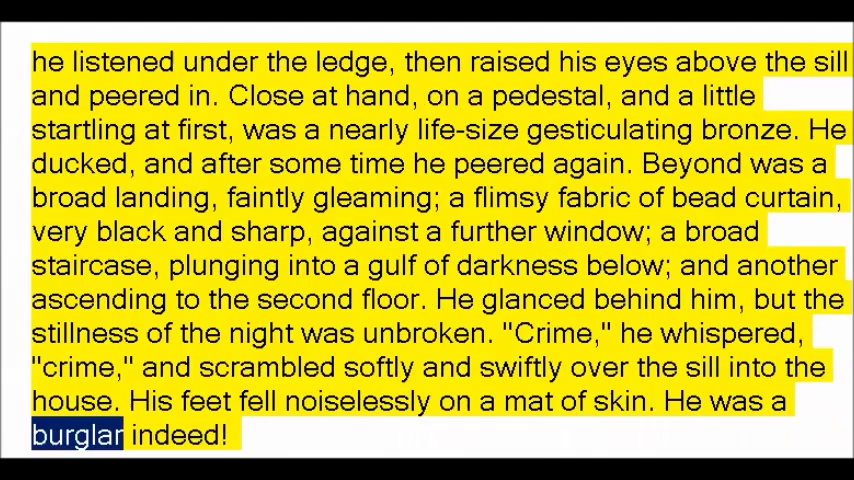 he listened under the ledge, then raised his eyes above the sill
and peered in. Close at hand, on a pedestal, and a little
startling at first, was a nearly life-size gesticulating bronze. He
ducked, and after some time he peered again. Beyond was a
broad landing, faintly gleaming; a flimsy fabric of bead curtain,
very black and sharp, against a further window; a broad
staircase, plunging into a gulf of darkness below; and another
ascending to the second floor. He glanced behind him, but the
stillness of the night was unbroken. "Crime," he whispered,
"crime," and scrambled softly and swiftly over the sill into the
house. His feet fell noiselessly on a mat of skin. He was a
burglar indeed!